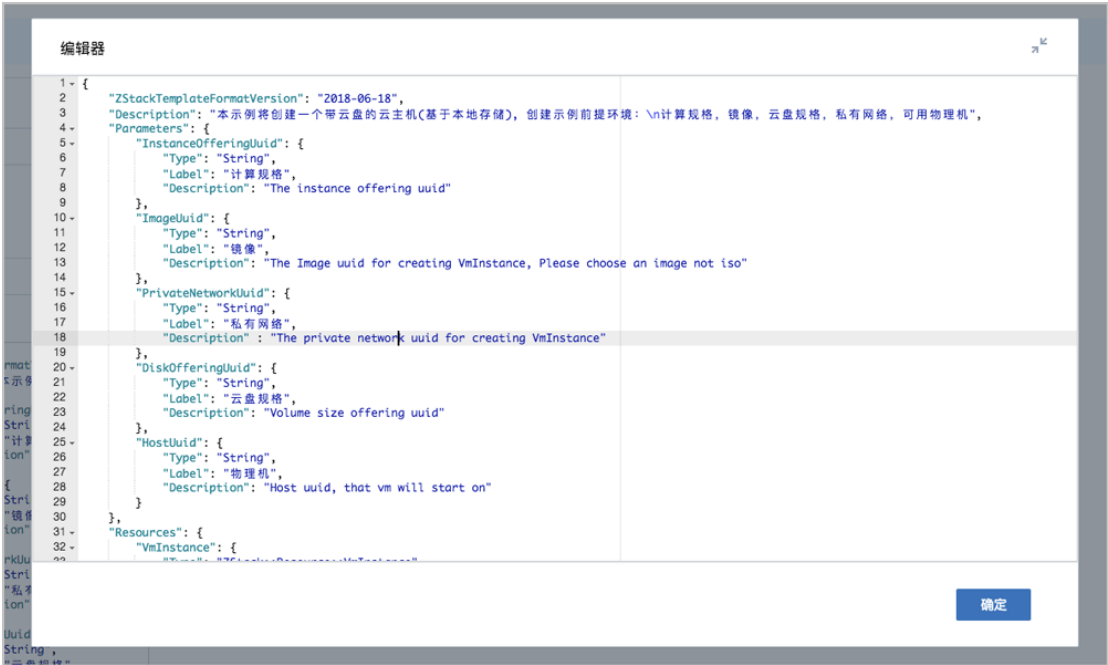 编辑器
1 {
2 "ZStackTemplateFormatVersion": "2018-06-18",
3 "Description": "本示例将创建一个带云盘的云主机(基于本地存储), 创建示例前提环境: \n计算规格, 镜像, 云盘规格, 私有网络, 可用物理机",
4 "Parameters": {
5 "InstanceOfferingUuid": {
6 "Type": "String",
7 "Label": "计算规格",
8 "Description": "The instance offering uuid"
9 },
10 "ImageUuid": {
11 "Type": "String",
12 "Label": "镜像",
13 "Description": "The Image uuid for creating VmInstance, Please choose an image not iso"
14 },
15 "PrivateNetworkUuid": {
16 "Type": "String",
17 "Label": "私有网络",
18 "Description" : "The private network uuid for creating VmInstance"
19 },
20 "DiskOfferingUuid": {
21 "Type": "String",
22 "Label": "云盘规格",
23 "Description": "Volume size offering uuid"
24 },
25 "HostUuid": {
26 "Type": "String",
27 "Label": "物理机",
28 "Description": "Host uuid, that vm will start on"
29 }
30 },
31 "Resources": {
32 "VmInstance": {
确定